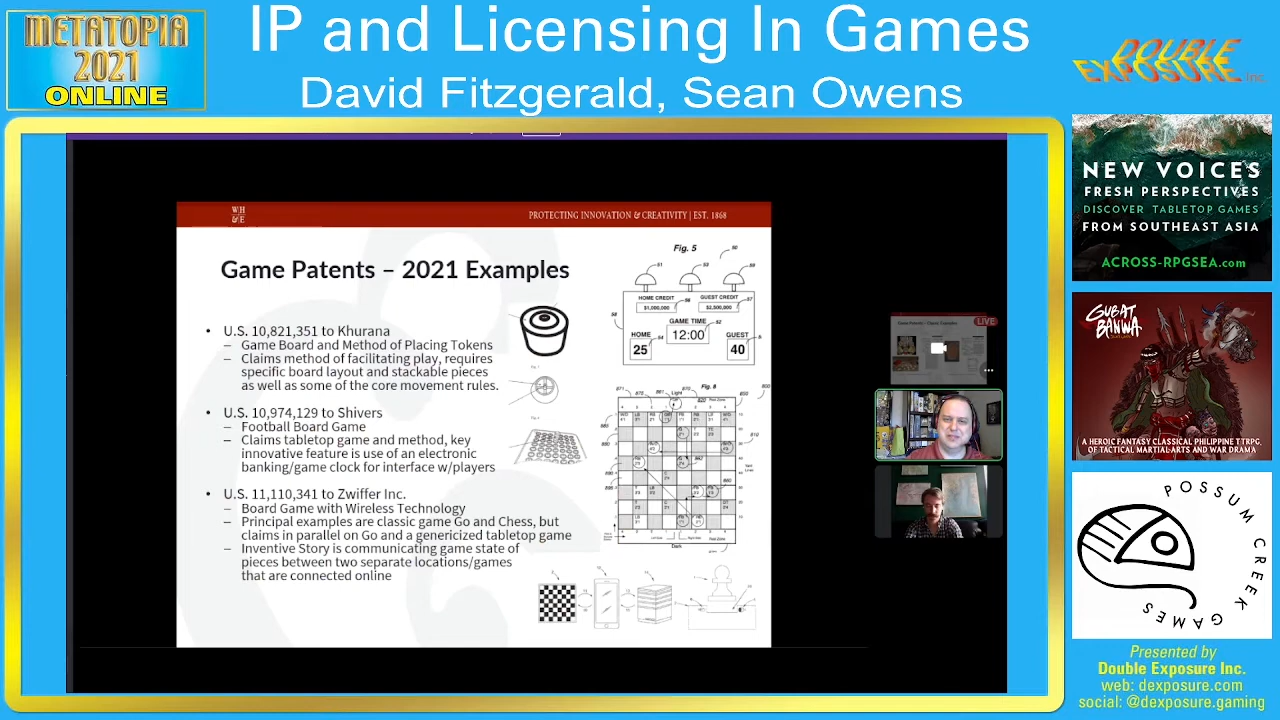 METATOPIA
2021
ONLINE
IP and Licensing In Games
David Fitzgerald, Sean Owens
DOUBLE
EXPOSURE Inc.
WH
&E
PROTECTING INNOVATION & CREATIVITY | EST. 1868
Game Patents – 2021 Examples
• U.S. 10,821,351 to Khurana
– Game Board and Method of Placing Tokens
– Claims method of facilitating play, requires
specific board layout and stackable pieces
as well as some of the core movement rules.
• U.S. 10,974,129 to Shivers
– Football Board Game
– Claims tabletop game and method, key
innovative feature is use of an electronic
banking/game clock for interface w/players
• U.S. 11,110,341 to Zwiffer Inc.
– Board Game with Wireless Technology
– Principal examples are classic game Go and Chess, but
claims in parallel on Go and a genericized tabletop game
– Inventive Story is communicating game state of
pieces between two separate locations/games
that are connected online
Fig. 5
HOME CREDIT
GUEST CREDIT
$1,000,000
$2,500,000
GAME TIME
12:00
HOME
GUEST
25
40
Fig. 8
Light
Dark
LIVE
NEW VOICES
FRESH PERSPECTIVES
DISCOVER TABLETOP GAMES
FROM SOUTHEAST ASIA
ACROSS-RPGSEA.com
GUBAT
BANWA
A HEROIC FANTASY CLASSICAL PHILIPPINE TTRPG
OF TACTICAL MARTIAL ARTS AND WAR DRAMA
POSSUM CREEK GAMES
Presented by
Double Exposure Inc.
web: dexposure.com
social: @dexposure.gaming